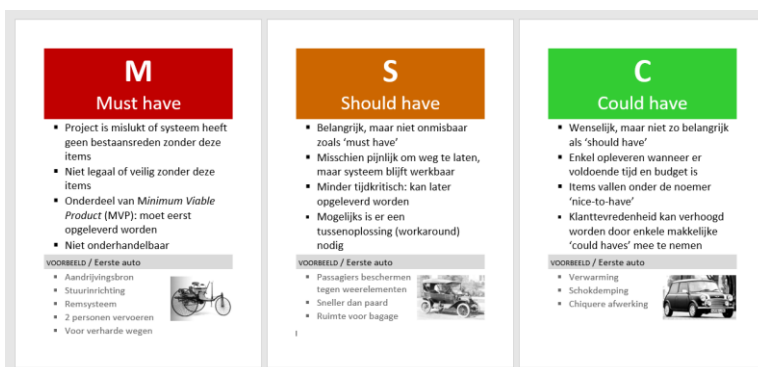 M
Must have
▪ Project is mislukt of systeem heeft
geen bestaansreden zonder deze
items
▪ Niet legaal of veilig zonder deze
items
▪ Onderdeel van Minimum Viable
Product (MVP): moet eerst
opgeleverd worden
▪ Niet onderhandelbaar
VOORBEELD / Eerste auto
▪ Aandrijvingsbron
▪ Stuurinrichting
▪ Remsysteem
▪ 2 personen vervoeren
▪ Voor verharde wegen
S
Should have
▪ Belangrijk, maar niet onmisbaar
zoals ‘must have’
▪ Misschien pijnlijk om weg te laten,
maar systeem blijft werkbaar
▪ Minder tijdkritisch: kan later
opgeleverd worden
▪ Mogelijks is er een
tussenoplossing (workaround)
nodig
VOORBEELD / Eerste auto
▪ Passagiers beschermen
tegen weerelementen
▪ Sneller dan paard
▪ Ruimte voor bagage
C
Could have
▪ Wenselijk, maar niet zo belangrijk
als ‘should have’
▪ Enkel opleveren wanneer er
voldoende tijd en budget is
▪ Items vallen onder de noemer
‘nice-to-have’
▪ Klanttevredenheid kan verhoogd
worden door enkele makkelijke
‘could haves’ mee te nemen
VOORBEELD / Eerste auto
▪ Verwarming
▪ Schokdemping
▪ Chiquere afwerking